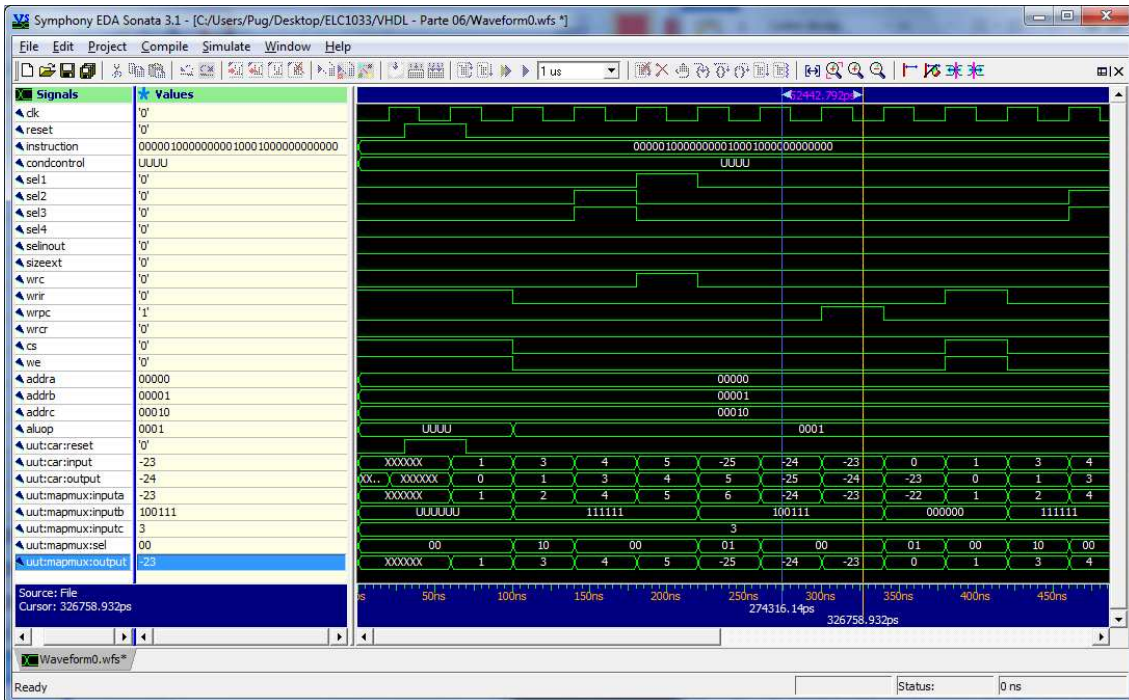 Symphony EDA Sonata 3.1 - [C:/Users/Pug/Desktop/ELC1033/VHDL - Parte 06/Waveform0.wfs *]
File Edit Project Compile Simulate Window Help
1 us
Signals Values
52442.792ps
clk '0'
reset '0'
instruction 00000100000000010001000000000000 00000100000000010001000000000000
condcontrol UUUU UUUU
sel1 '0'
sel2 '0'
sel3 '0'
sel4 '0'
selinout '0'
sizeext '0'
wrc '0'
wrir '0'
wrpc '1'
wrcr '0'
cs '0'
we '0'
addra 00000 00000
addrb 00001 00001
addrc 00010 00010
aluop 0001 UUUU 0001
uut:car:reset '0'
uut:car:input -23 XXXXXX 1 3 4 5 -25 -24 -23 0 1 3 4
uut:car:output -24 XX.. XXXXXX 0 1 3 4 5 -25 -24 -23 0 1 3
uut:mapmux:inputa -23 XXXXXX 1 2 4 5 6 -24 -23 -22 1 2 4
uut:mapmux:inputb 100111 UUUUUU 111111 100111 000000 111111
uut:mapmux:inputc 3 3
uut:mapmux:sel 00 00 10 00 01 00 01 00 10 00
uut:mapmux:output -23 XXXXXX 1 3 4 5 -25 -24 -23 0 1 3 4
Source: File
Cursor: 326758.932ps
50ns 100ns 150ns 200ns 250ns 300ns 350ns 400ns 450ns
274316.14ps
326758.932ps
Waveform0.wfs*
Ready Status: 0 ns